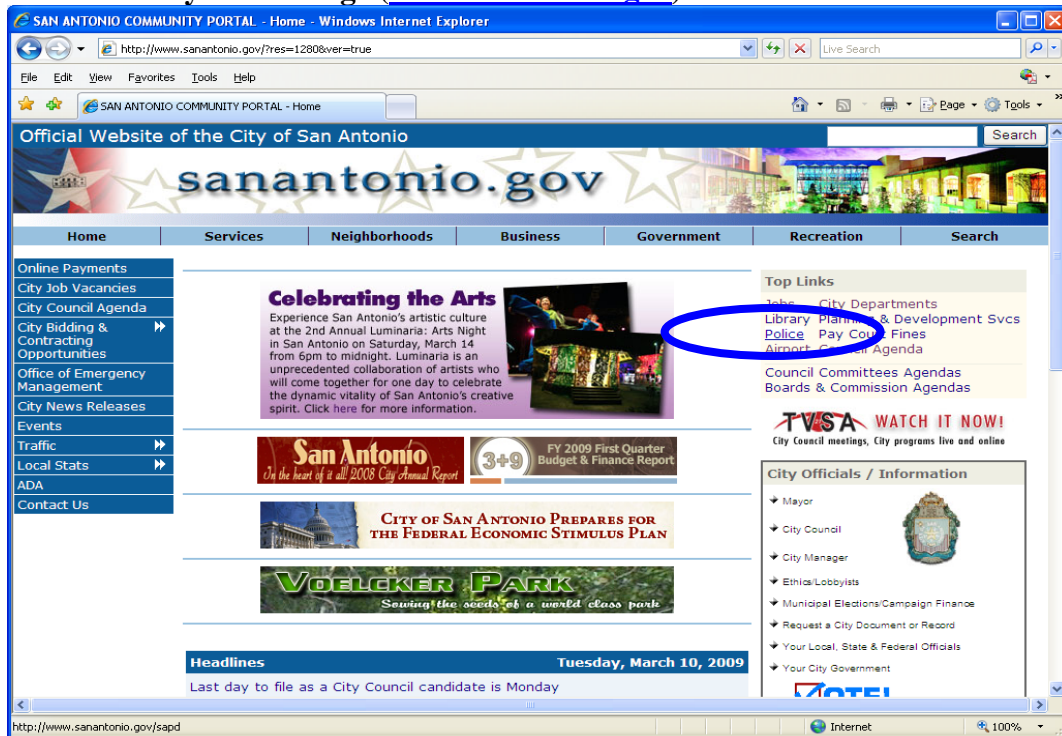 SAN ANTONIO COMMUNITY PORTAL - Home - Windows Internet Explorer
http://www.sanantonio.gov/?res=1280&ver=true
Live Search
File Edit View Favorites Tools Help
SAN ANTONIO COMMUNITY PORTAL - Home
Page Tools
Official Website of the City of San Antonio
Search
sanantonio.gov
Home Services Neighborhoods Business Government Recreation Search
Online Payments
City Job Vacancies
City Council Agenda
City Bidding &
Contracting
Opportunities
Office of Emergency
Management
City News Releases
Events
Traffic
Local Stats
ADA
Contact Us
Celebrating the Arts
Experience San Antonio's artistic culture
at the 2nd Annual Luminaria: Arts Night
in San Antonio on Saturday, March 14
from 6pm to midnight. Luminaria is an
unprecedented collaboration of artists who
will come together for one day to celebrate
the dynamic vitality of San Antonio's creative
spirit. Click here for more information.
San Antonio
On the heart of it all! 2008 City Annual Report
3+9
FY 2009 First Quarter
Budget & Finance Report
City of San Antonio Prepares for
the Federal Economic Stimulus Plan
Voelcker Park
Sowing the seeds of a world class park
Headlines Tuesday, March 10, 2009
Last day to file as a City Council candidate is Monday
Top Links
Jobs City Departments
Library Planning & Development Svcs
Police Pay Court Fines
Airport Council Agenda
Council Committees Agendas
Boards & Commission Agendas
TVSA WATCH IT NOW!
City Council meetings, City programs live and online
City Officials / Information
Mayor
City Council
City Manager
Ethics/Lobbyists
Municipal Elections/Campaign Finance
Request a City Document or Record
Your Local, State & Federal Officials
Your City Government
VOTE!
http://www.sanantonio.gov/sapd
Internet
100%